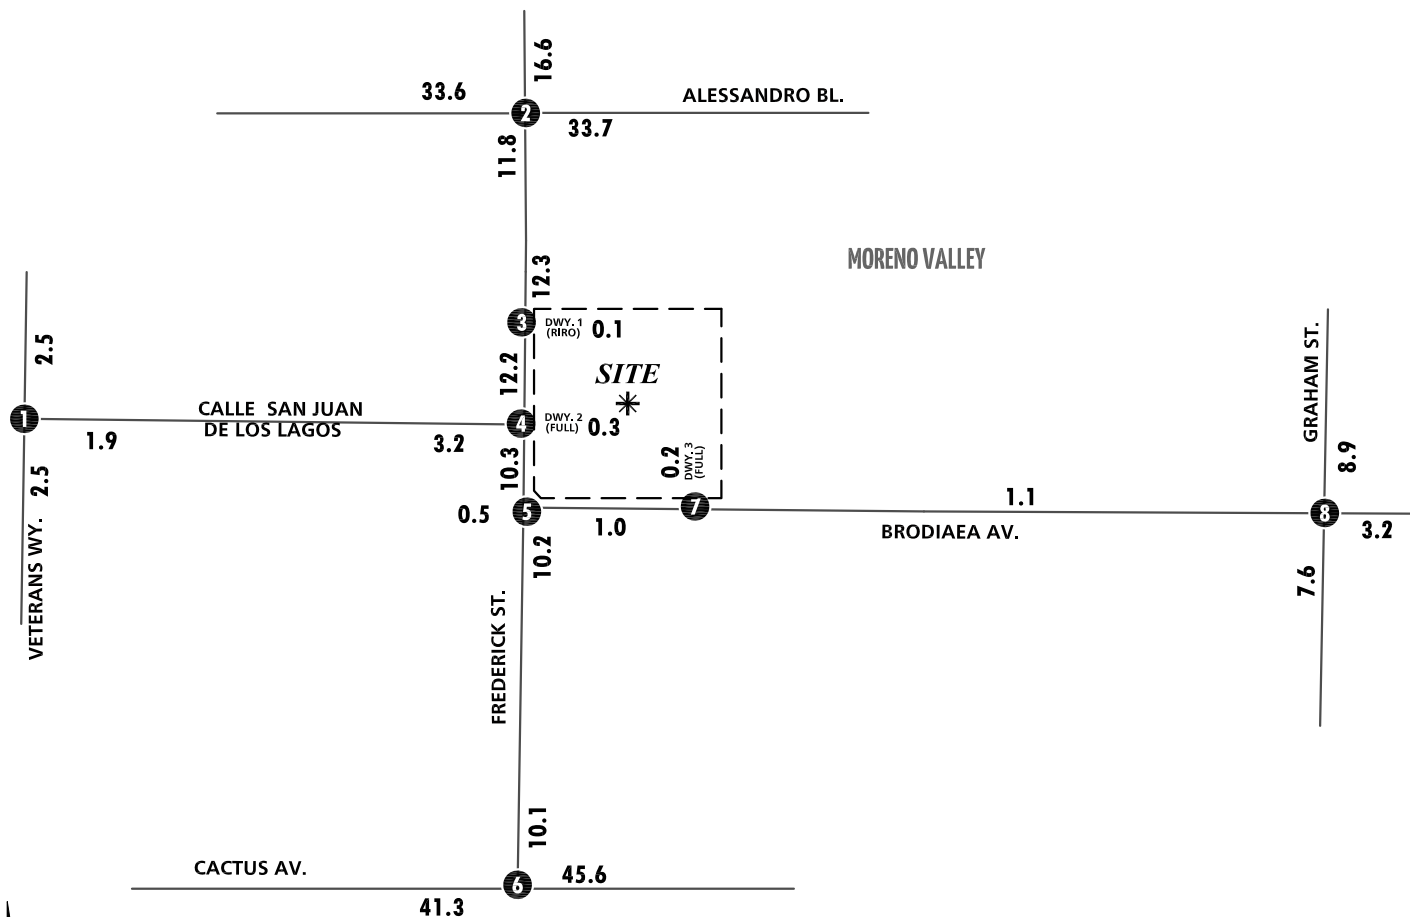 16.6
33.6
ALESSANDRO BL.
2
33.7
11.8
MORENO VALLEY
12.3
3
DWY. 1
(RIRO)
0.1
2.5
12.2
SITE
GRAHAM ST.
1
CALLE SAN JUAN
DE LOS LAGOS
1.9
3.2
4
DWY. 2
(FULL)
0.3
0.2
DWY. 3
(FULL)
8.9
2.5
10.3
0.5
5
1.0
7
1.1
BRODIAEA AV.
8
3.2
VETERANS WY.
10.2
7.6
FREDERICK ST.
10.1
CACTUS AV.
6
45.6
41.3